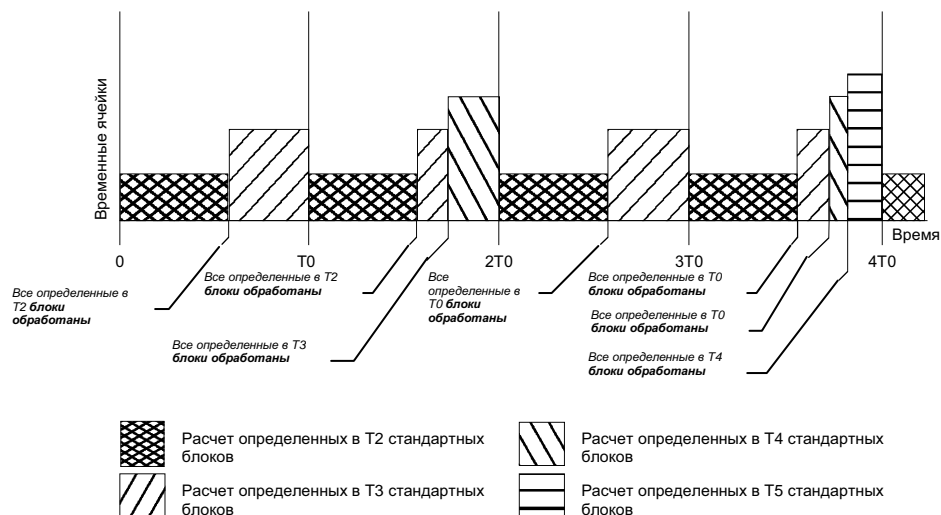 Временные ячейки
Время
0
T0
2T0
3T0
4T0
Все определенные в
T2 блоки
обработаны
Все определенные в T2
блоки обработаны
Все определенные в T3
блоки обработаны
Все
определенные в
T0 блоки
обработаны
Все определенные в T0
блоки обработаны
Все определенные в T0
блоки обработаны
Все определенные в T4
блоки обработаны
Расчет определенных в T2 стандартных
блоков
Расчет определенных в T4 стандартных
блоков
Расчет определенных в T3 стандартных
блоков
Расчет определенных в T5 стандартных
блоков